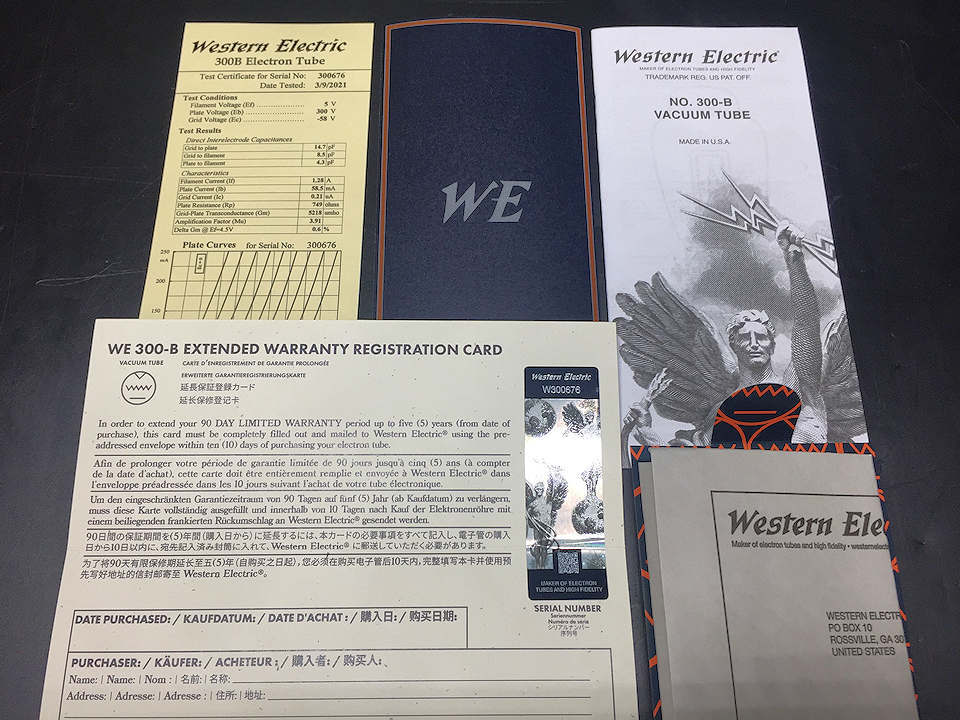 Western Electric
300B Electron Tube
Test Certificate for Serial No: 300676
Date Tested: 3/9/2021
Test Conditions
Filament Voltage (Ef) 5 V
Plate Voltage (Eb) 300 V
Grid Voltage (Ec) -58 V
Test Results
Direct Interelectrode Capacitances
Grid to plate 14.7 pF
Grid to filament 8.5 pF
Plate to filament 4.3 pF
Characteristics
Filament Current (If) 1.28 A
Plate Current (Ib) 58.5 mA
Grid Current (Ic) 0.21 uA
Plate Resistance (Rp) 749 ohms
Grid-Plate Transconductance (Gm) 5218 umho
Amplification Factor (Mu) 3.91
Delta Gm @ Ef=4.5V 0.6 %
Plate Curves for Serial No: 300676
250
mA
200
150
WE
Western Electric
MAKER OF ELECTRON TUBES AND HIGH FIDELITY
TRADEMARK REG. US PAT. OFF.
NO. 300-B
VACUUM TUBE
MADE IN U.S.A.
WE 300-B EXTENDED WARRANTY REGISTRATION CARD
VACUUM TUBE
CARTE D'ENREGISTREMENT DE GARANTIE PROLONGÉE
ERWEITERTE GARANTIEREGISTRIERUNGSKARTE
延長保証登録カード
延长保修登记卡
In order to extend your 90 DAY LIMITED WARRANTY period up to five (5) years (from date of
purchase), this card must be completely filled out and mailed to Western Electric® using the pre-
addressed envelope within ten (10) days of purchasing your electron tube.
Afin de prolonger votre période de garantie limitée de 90 jours jusqu'à cinq (5) ans (à compter
de la date d'achat), cette carte doit être entièrement remplie et envoyée à Western Electric® dans
l'enveloppe préadressée dans les 10 jours suivant l'achat de votre tube électronique.
Um den eingeschränkten Garantiezeitraum von 90 Tagen auf fünf (5) Jahr (ab Kaufdatum) zu verlängern,
muss diese Karte vollständig ausgefüllt und innerhalb von 10 Tagen nach Kauf der Elektronenröhre mit
einem beiliegenden frankierten Rückumschlag an Western Electric® gesendet werden.
90日間の保証期間を(5)年間（購入日から）に延長するには、本カードの必要事項をすべて記入し、電子管の購入
日から10日以内に、宛先記入済み封筒に入れて、Western Electric® に郵送していただく必要があります。
为了将90天有限保修期延长至五(5)年（自购买之日起），您必须在购买电子管后10天内，完整填写本卡并使用预
先写好地址的信封邮寄至 Western Electric®。
Western Electric
W300676
MAKER OF ELECTRON
TUBES AND HIGH FIDELITY
SERIAL NUMBER
Seriennummer
Numéro de série
シリアルナンバー
序列号
DATE PURCHASED: / KAUFDATUM: / DATE D'ACHAT : / 購入日: / 购买日期:
PURCHASER: / KÄUFER: / ACHETEUR : / 購入者: / 购买人:
Name: | Name: | Nom : | 名前: | 名称:
Address: | Adresse: | Adresse : | 住所: | 地址:
Western Ele
Maker of electron tubes and high fidelity • westernelect
WESTERN ELECTR
PO BOX 10
ROSSVILLE, GA 30
UNITED STATES